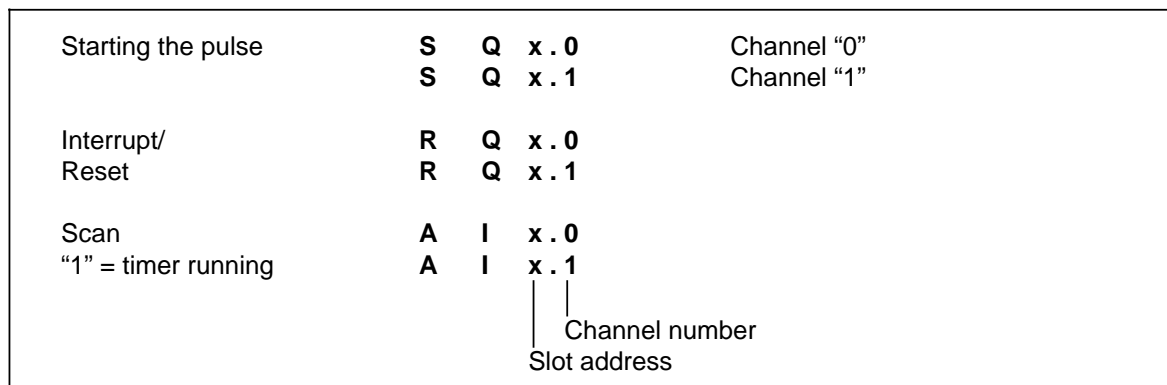 Starting the pulse S Q x . 0 Channel “0”
S Q x . 1 Channel “1”
Interrupt/ R Q x . 0
Reset R Q x . 1
Scan A I x . 0
“1” = timer running A I x . 1
Channel number
Slot address